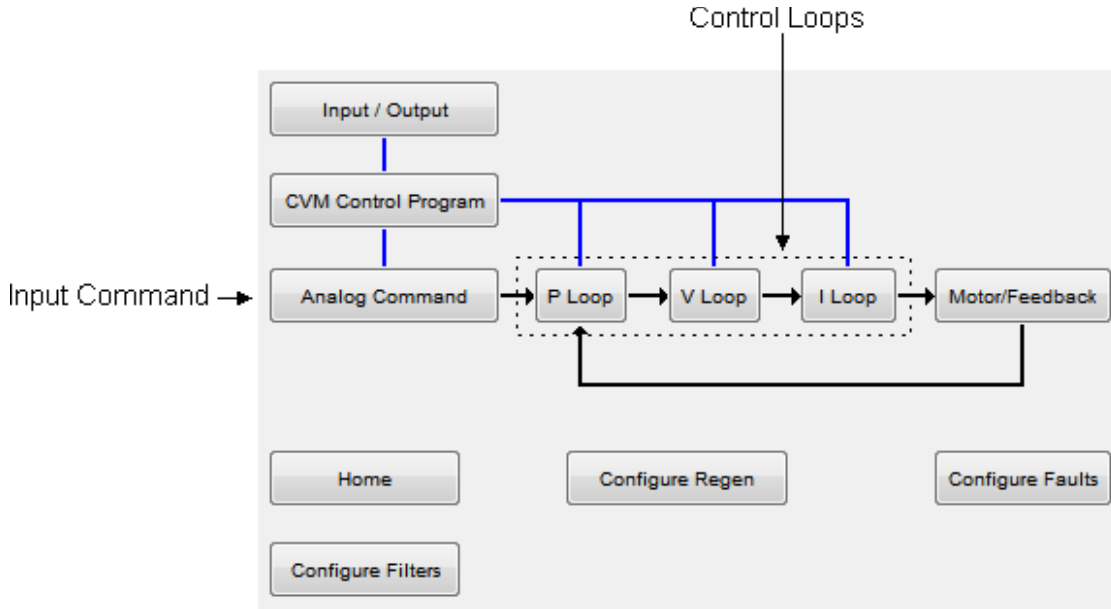 Control Loops
Input / Output
CVM Control Program
Input Command
Analog Command
P Loop
V Loop
I Loop
Motor/Feedback
Home
Configure Regen
Configure Faults
Configure Filters